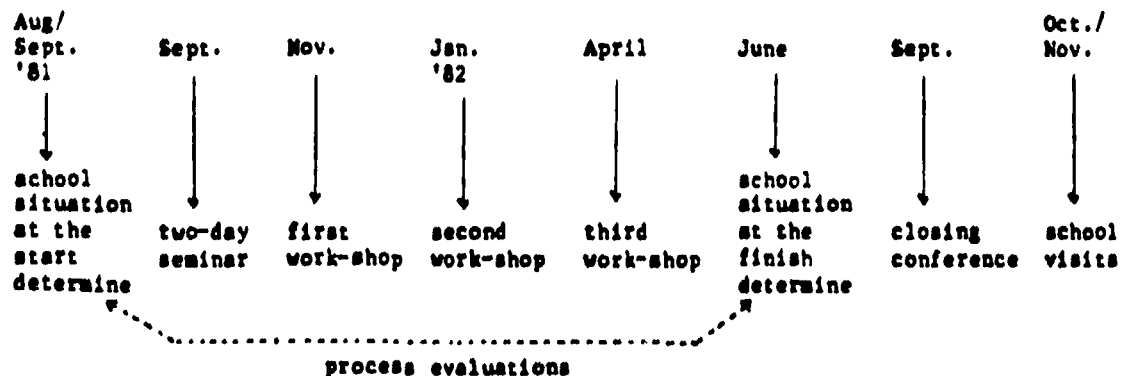 Aug/
Sept.
'81
Sept.
Nov.
Jan.
'82
April
June
Sept.
Oct./
Nov.
school
situation
at the
start
determine
two-day
seminar
first
work-shop
second
work-shop
third
work-shop
school
situation
at the
finish
determine
closing
conference
school
visits
process evaluations